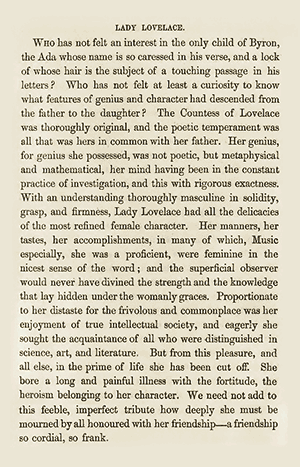 LADY LOVELACE.
WHO has not felt an interest in the only child of Byron,
the Ada whose name is so caressed in his verse, and a lock
of whose hair is the subject of a touching passage in his
letters? Who has not felt at least a curiosity to know
what features of genius and character had descended from
the father to the daughter? The Countess of Lovelace
was thoroughly original, and the poetic temperament was
all that was hers in common with her father. Her genius,
for genius she possessed, was not poetic, but metaphysical
and mathematical, her mind having been in the constant
practice of investigation, and this with rigorous exactness.
With an understanding thoroughly masculine in solidity,
grasp, and firmness, Lady Lovelace had all the delicacies
of the most refined female character. Her manners, her
tastes, her accomplishments, in many of which, Music
especially, she was a proficient, were feminine in the
nicest sense of the word; and the superficial observer
would never have divined the strength and the knowledge
that lay hidden under the womanly graces. Proportionate
to her distaste for the frivolous and commonplace was her
enjoyment of true intellectual society, and eagerly she
sought the acquaintance of all who were distinguished in
science, art, and literature. But from this pleasure, and
all else, in the prime of life she has been cut off. She
bore a long and painful illness with the fortitude, the
heroism belonging to her character. We need not add to
this feeble, imperfect tribute how deeply she must be
mourned by all honoured with her friendship—a friendship
so cordial, so frank.